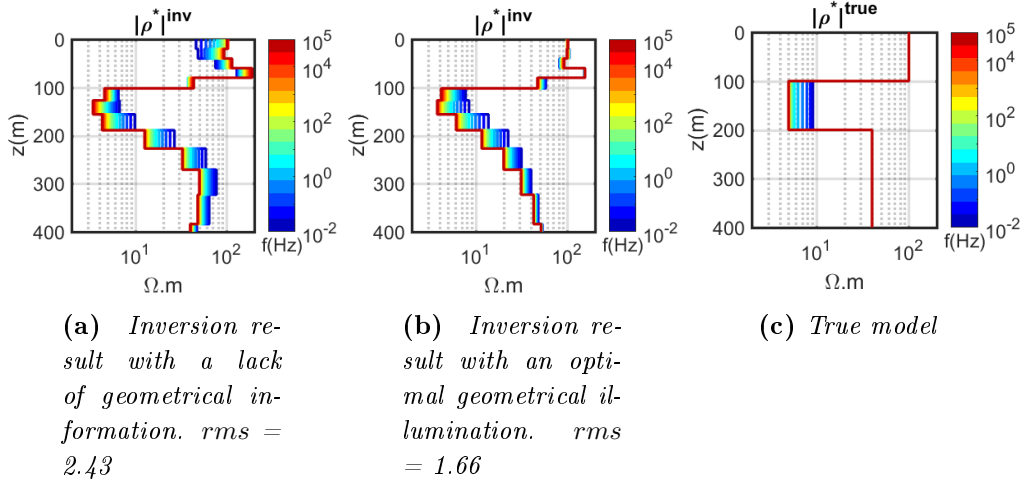 |ρ*|^inv
0
100
200
300
400
z(m)
10^1
10^2
Ω.m
10^5
10^4
10^2
10^0
10^-2
f(Hz)
|ρ*|^inv
0
100
200
300
400
z(m)
10^1
10^2
Ω.m
10^5
10^4
10^2
10^0
10^-2
f(Hz)
|ρ*|^true
0
100
200
300
400
z(m)
10^1
10^2
Ω.m
10^5
10^4
10^2
10^0
10^-2
f(Hz)
(a) Inversion re-
sult with a lack
of geometrical in-
formation. rms =
2.43
(b) Inversion re-
sult with an opti-
mal geometrical il-
lumination. rms
= 1.66
(c) True model